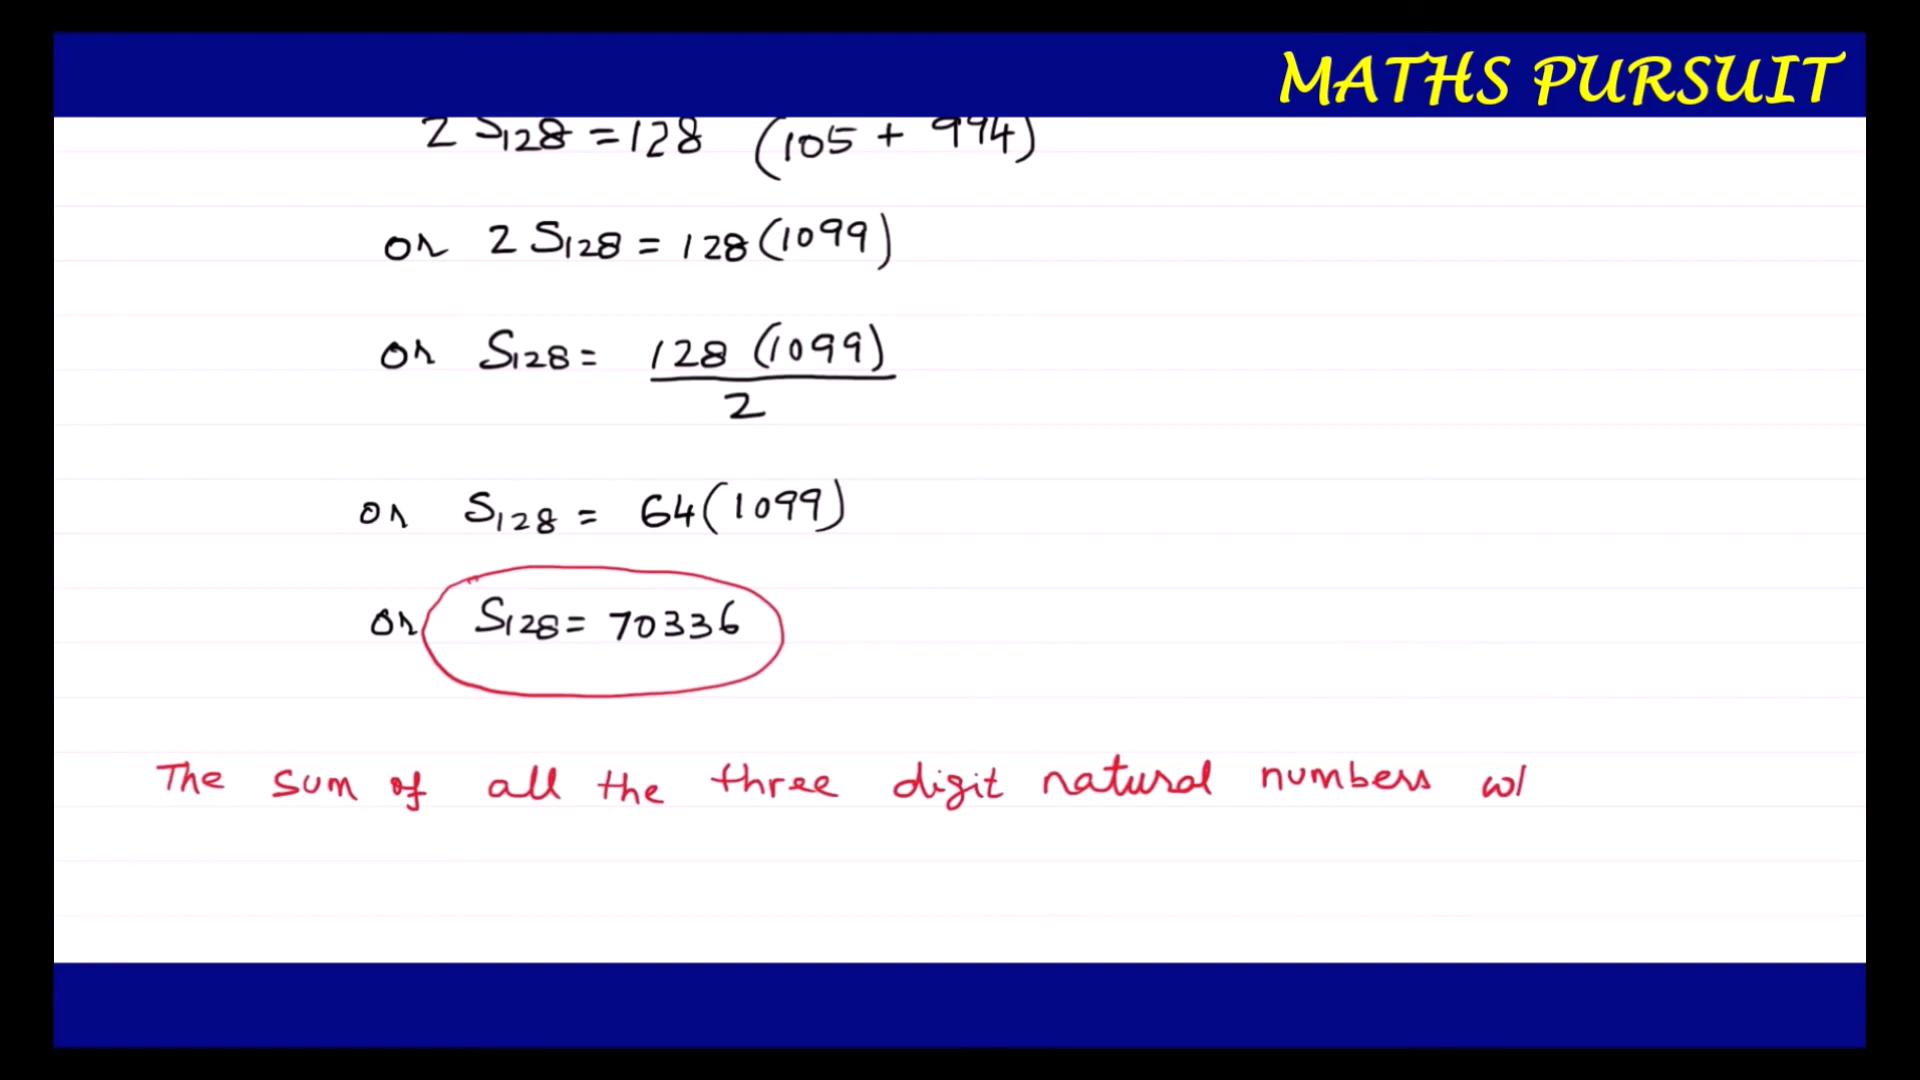 MATHS PURSUIT
2 S128 = 128 (105 + 994)
or 2 S128 = 128 (1099)
or S128 = 128 (1099)
2
or S128 = 64 (1099)
or S128 = 70336
The sum of all the three digit natural numbers wh